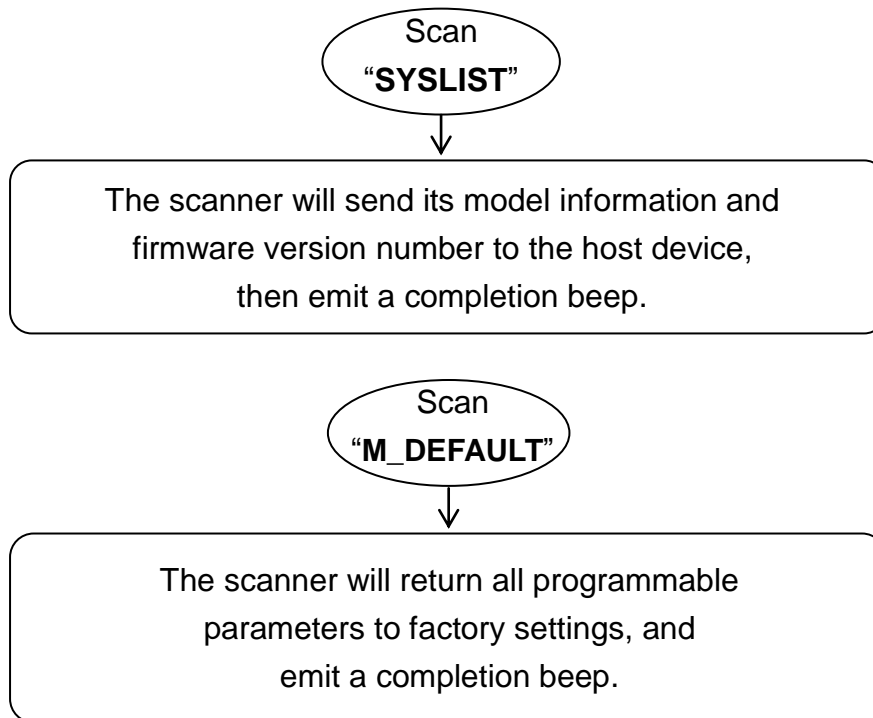 Scan
“SYSLIST”
The scanner will send its model information and
firmware version number to the host device,
then emit a completion beep.
Scan
“M_DEFAULT”
The scanner will return all programmable
parameters to factory settings, and
emit a completion beep.